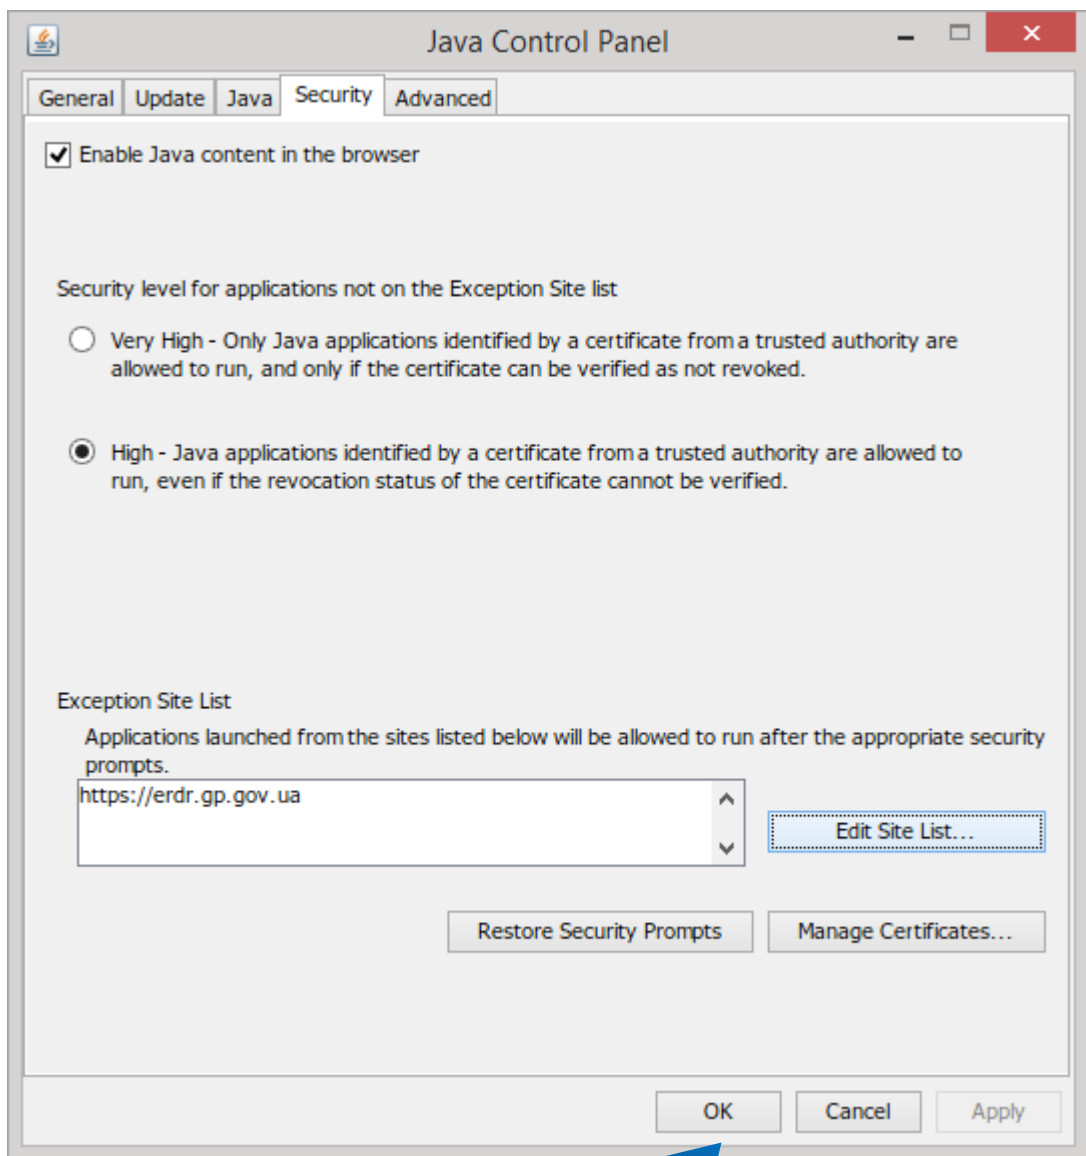 Java Control Panel
General Update Java Security Advanced
Enable Java content in the browser
Security level for applications not on the Exception Site list
Very High - Only Java applications identified by a certificate from a trusted authority are
allowed to run, and only if the certificate can be verified as not revoked.
High - Java applications identified by a certificate from a trusted authority are allowed to
run, even if the revocation status of the certificate cannot be verified.
Exception Site List
Applications launched from the sites listed below will be allowed to run after the appropriate security
prompts.
https://erdr.gp.gov.ua
Edit Site List...
Restore Security Prompts Manage Certificates...
OK Cancel Apply